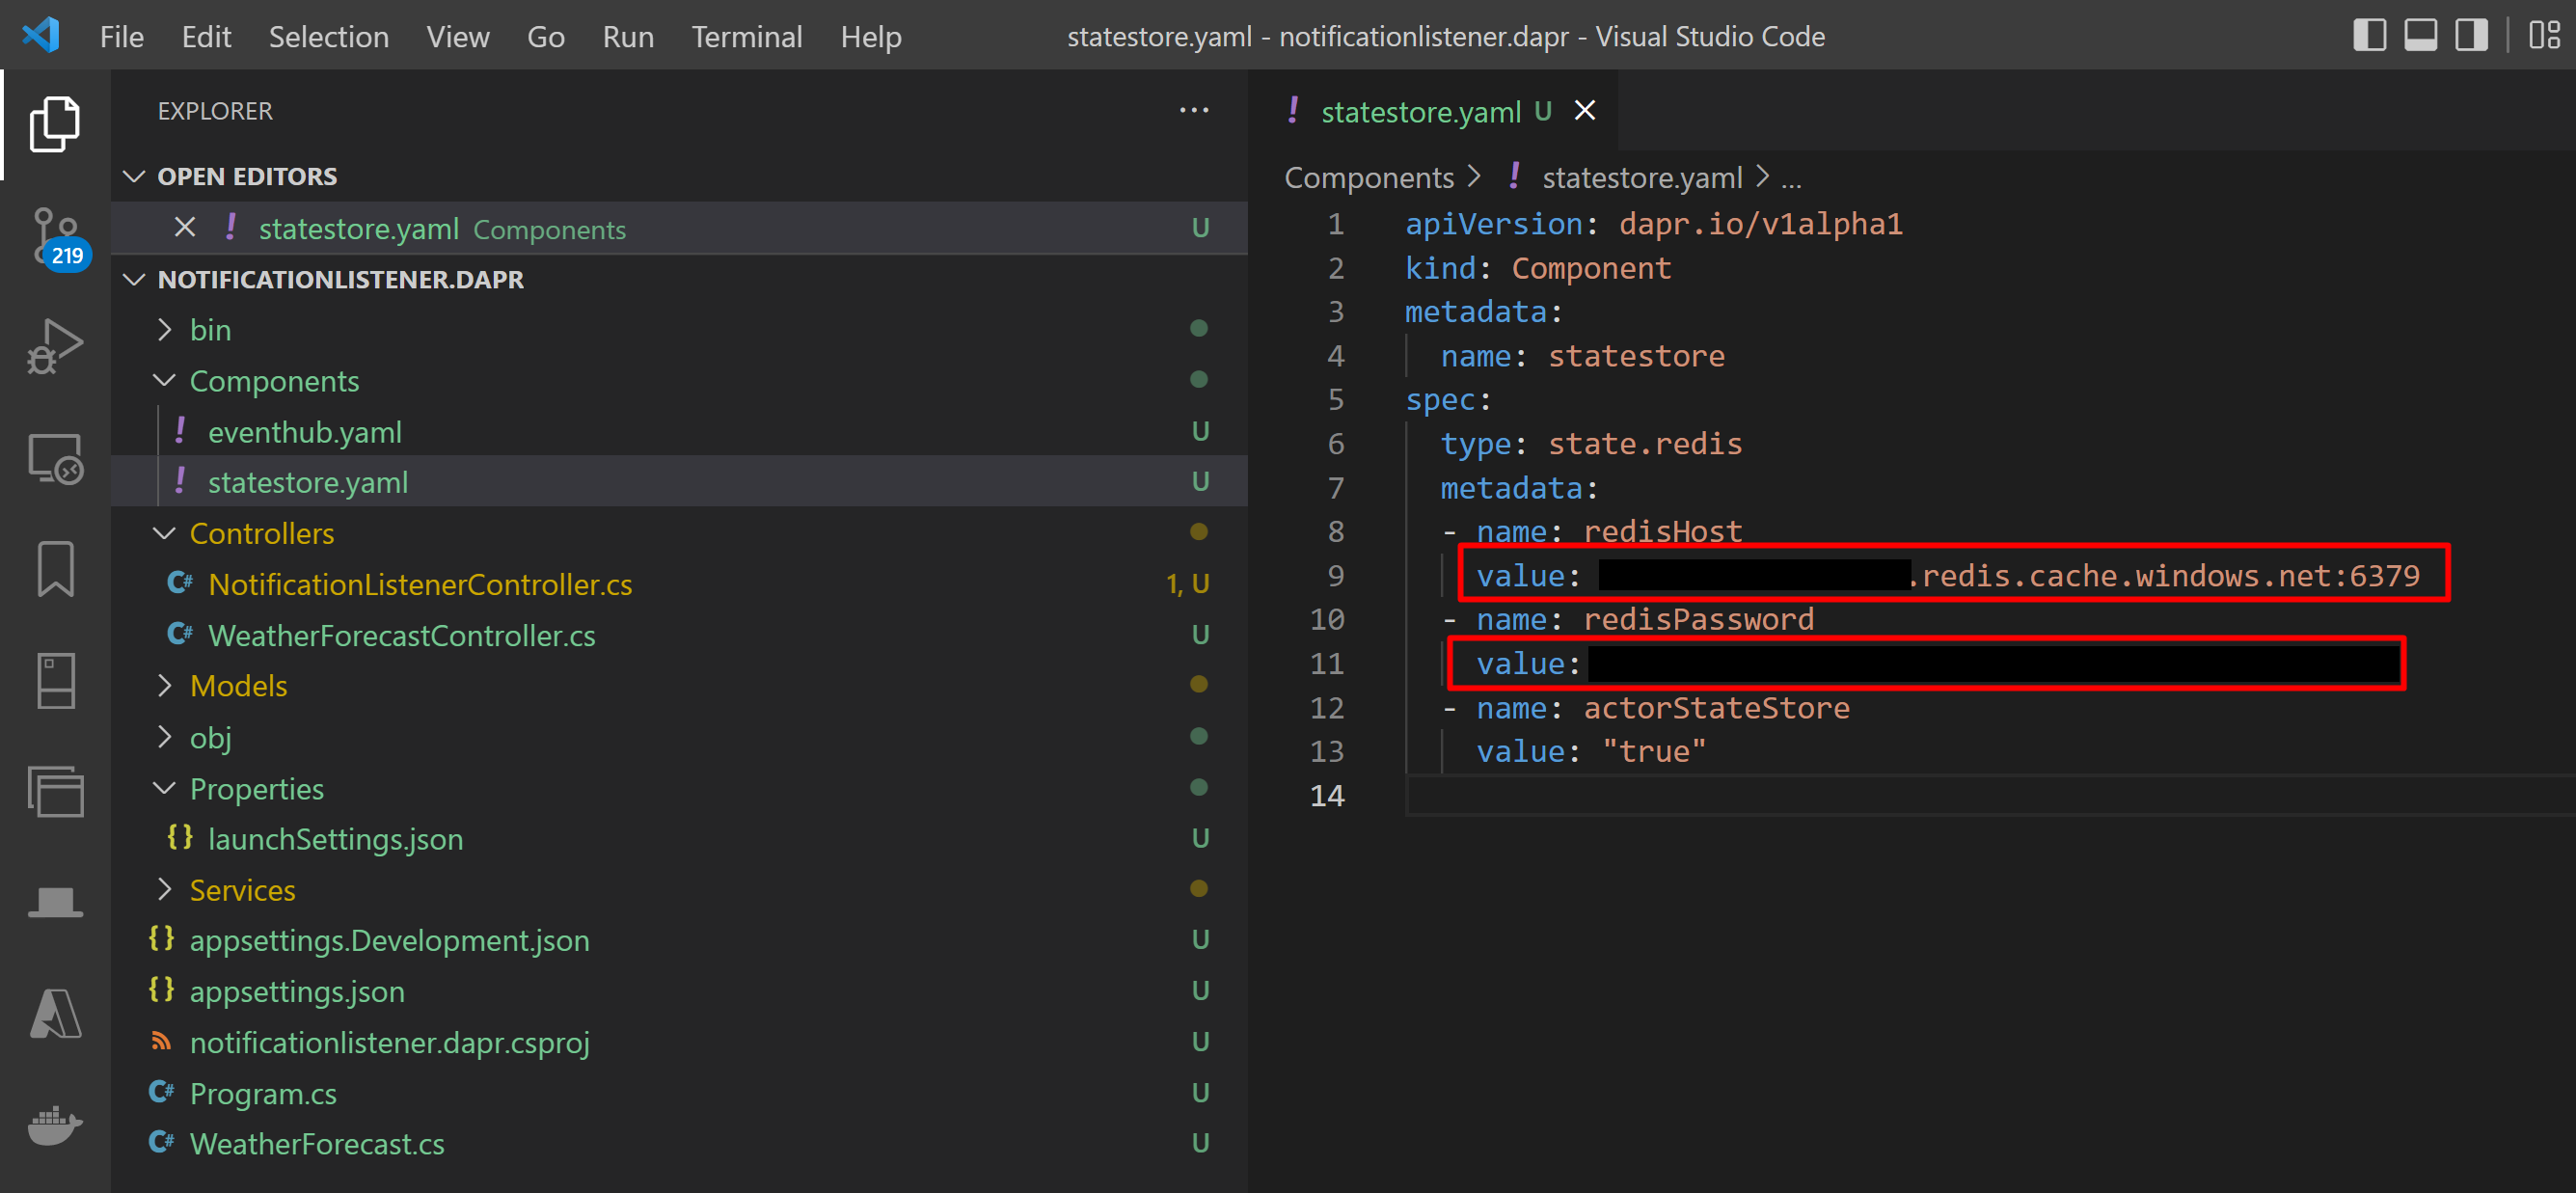 File Edit Selection View Go Run Terminal Help
statestore.yaml - notificationlistener.dapr - Visual Studio Code
219
EXPLORER ...
OPEN EDITORS
statestore.yaml Components U
NOTIFICATIONLISTENER.DAPR
bin
Components
! eventhub.yaml U
! statestore.yaml U
Controllers
C# NotificationListenerController.cs 1, U
C# WeatherForecastController.cs U
Models
obj
Properties
{} launchSettings.json U
Services
{} appsettings.Development.json U
{} appsettings.json U
notificationlistener.dapr.csproj U
C# Program.cs U
C# WeatherForecast.cs U
! statestore.yaml U
Components > ! statestore.yaml > ...
1 apiVersion: dapr.io/v1alpha1
2 kind: Component
3 metadata:
4 name: statestore
5 spec:
6 type: state.redis
7 metadata:
8 - name: redisHost
9 value: .redis.cache.windows.net:6379
10 - name: redisPassword
11 value:
12 - name: actorStateStore
13 value: "true"
14